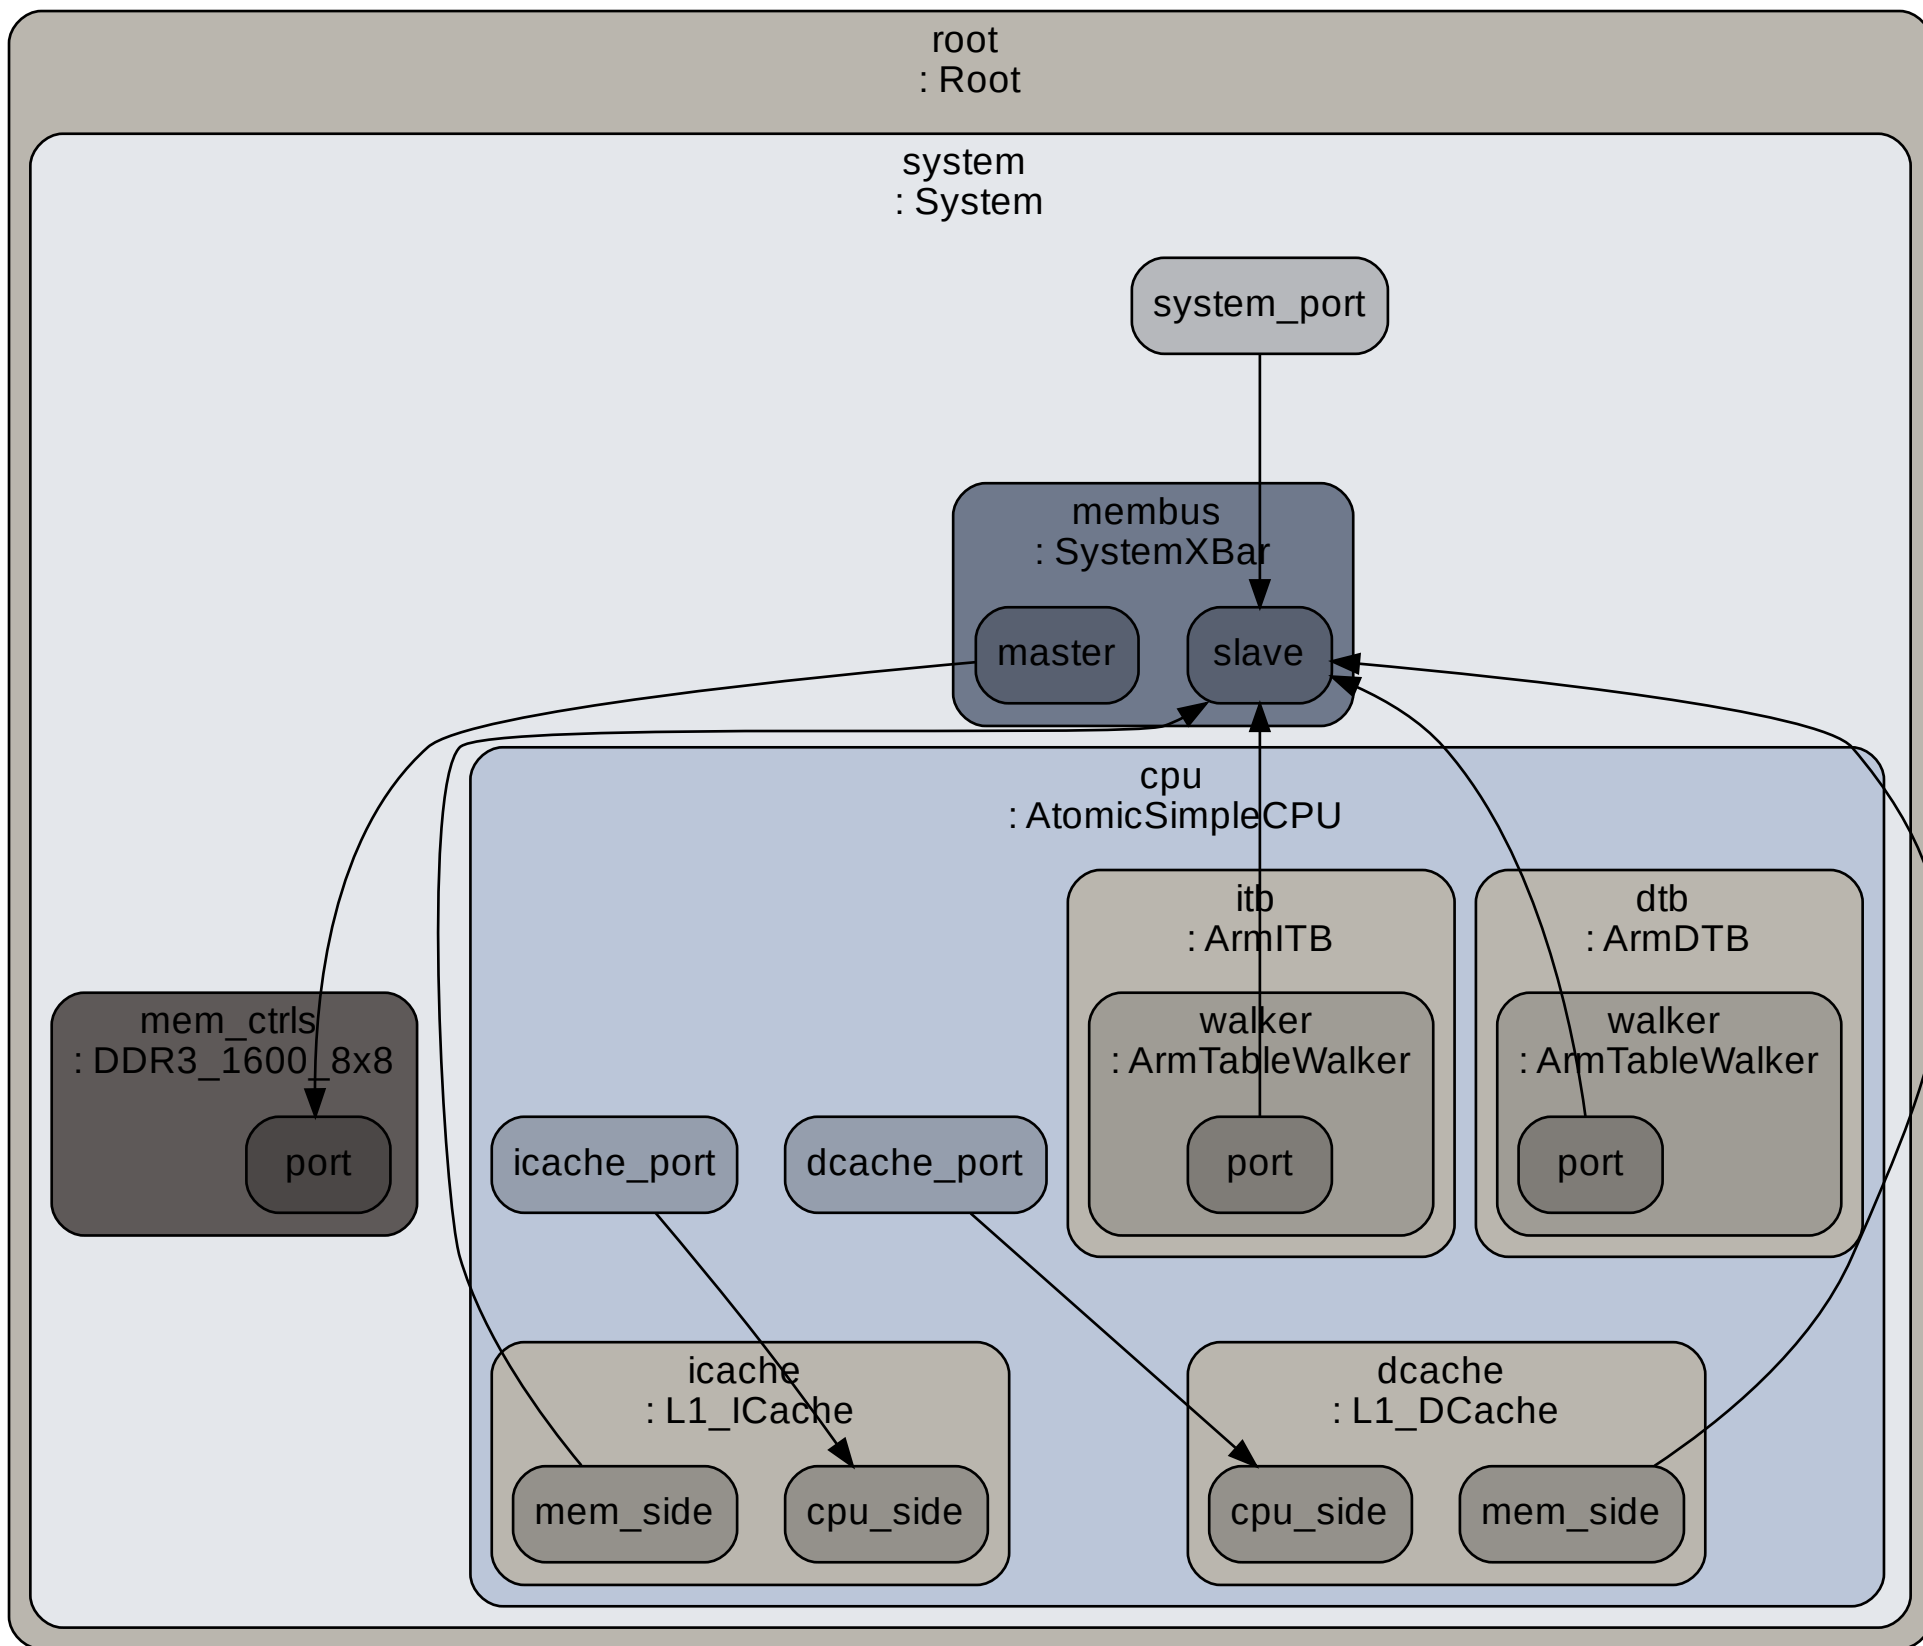 root
: Root
system
: System
system_port
membus
: SystemXBar
master
slave
cpu
: AtomicSimpleCPU
itb
: ArmITB
dtb
: ArmDTB
mem_ctrls
: DDR3_1600_8x8
walker
: ArmTableWalker
walker
: ArmTableWalker
port
icache_port
dcache_port
port
port
icache
: L1_ICache
dcache
: L1_DCache
mem_side
cpu_side
cpu_side
mem_side